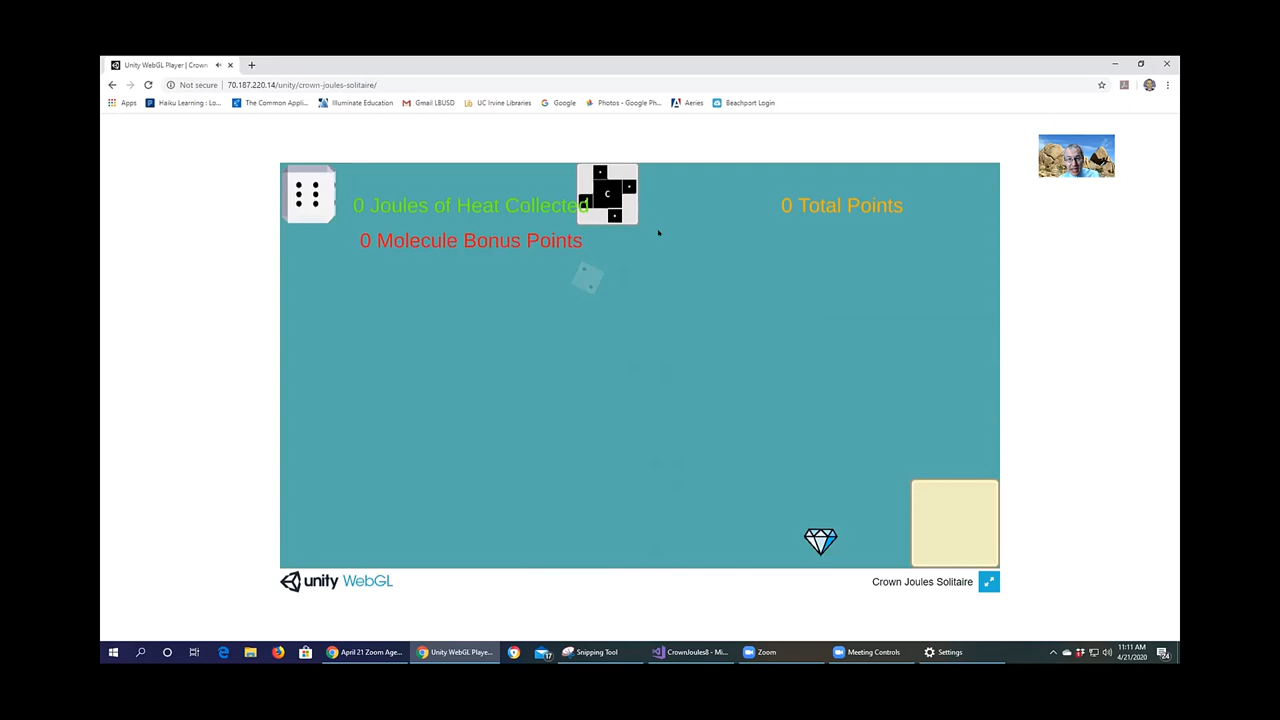 Unity WebGL Player | Crown
Not secure | 70.187.220.14/unity/crown-joules-solitaire/
Apps Haiku Learning : Lo... The Common Appli... Illuminate Education Gmail LBUSD UC Irvine Libraries Google Photos - Google Ph... Aeries Beachport Login
C
0 Joules of Heat Collected
0 Total Points
0 Molecule Bonus Points
unity WebGL
Crown Joules Solitaire
April 21 Zoom Age... Unity WebGL Playe... 17 Snipping Tool CrownJoules8 - Mi... Zoom Meeting Controls Settings
11:11 AM
4/21/2020
24